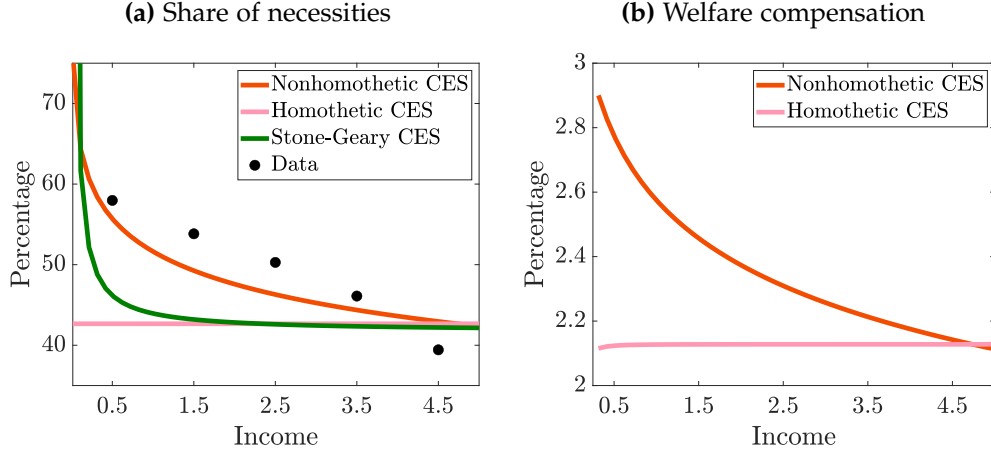 (a) Share of necessities
70
60
50
40
Percentage
0.5 1.5 2.5 3.5 4.5
Income
Nonhomothetic CES
Homothetic CES
Stone-Geary CES
Data
(b) Welfare compensation
3
2.8
2.6
2.4
2.2
2
Percentage
0.5 1.5 2.5 3.5 4.5
Income
Nonhomothetic CES
Homothetic CES